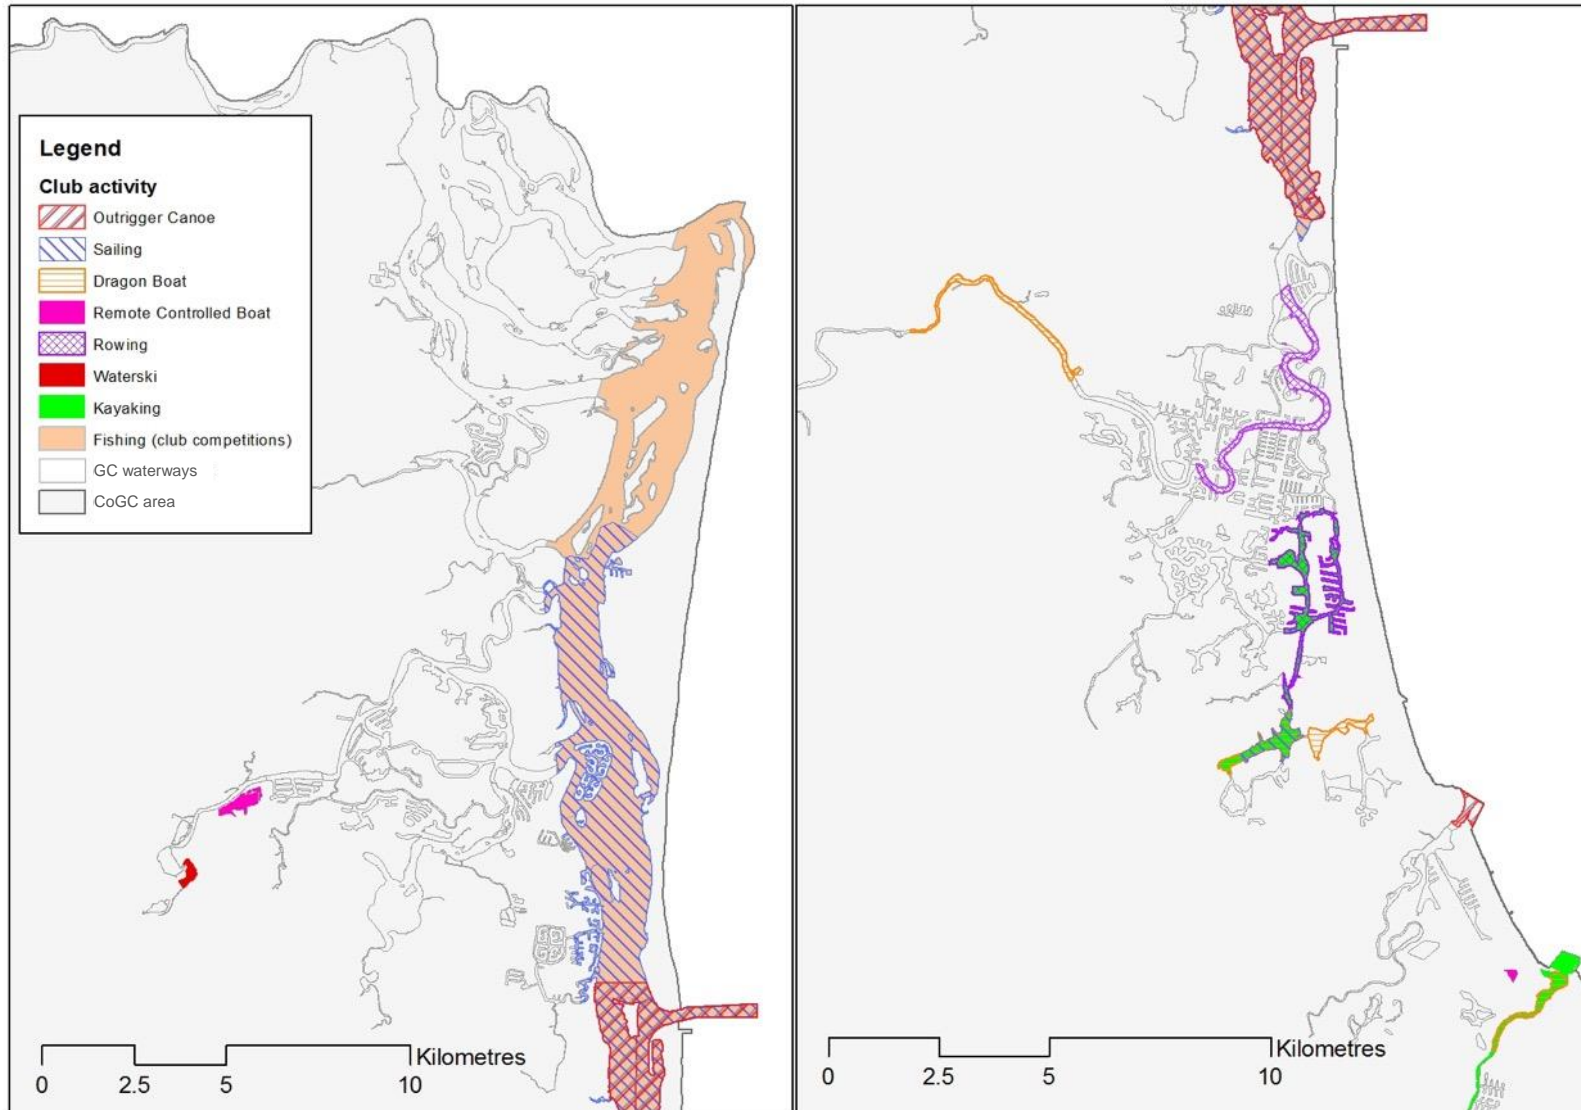 Legend
Club activity
Outrigger Canoe
Sailing
Dragon Boat
Remote Controlled Boat
Rowing
Waterski
Kayaking
Fishing (club competitions)
GC waterways
CoGC area
Kilometres
0 2.5 5 10
Kilometres
0 2.5 5 10